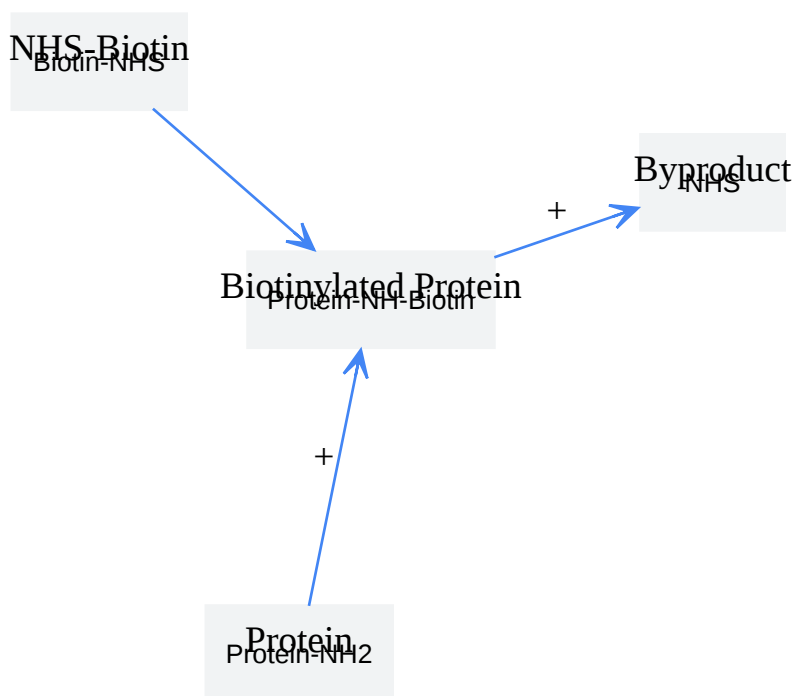 NHS-Biotin
Biotin-NHS
Byproduct
NHS
+
Biotinylated Protein
Protein-NH-Biotin
+
Protein
Protein-NH2